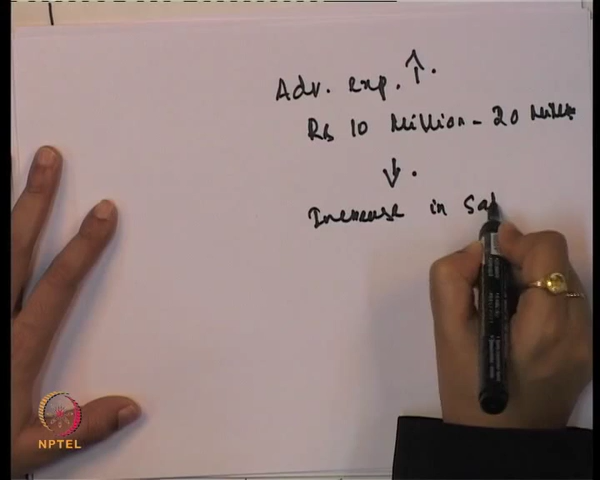 Adv. exp. ↑.
Rs 10 Million - 20 Million
↓.
Increase in Sal
NPTEL